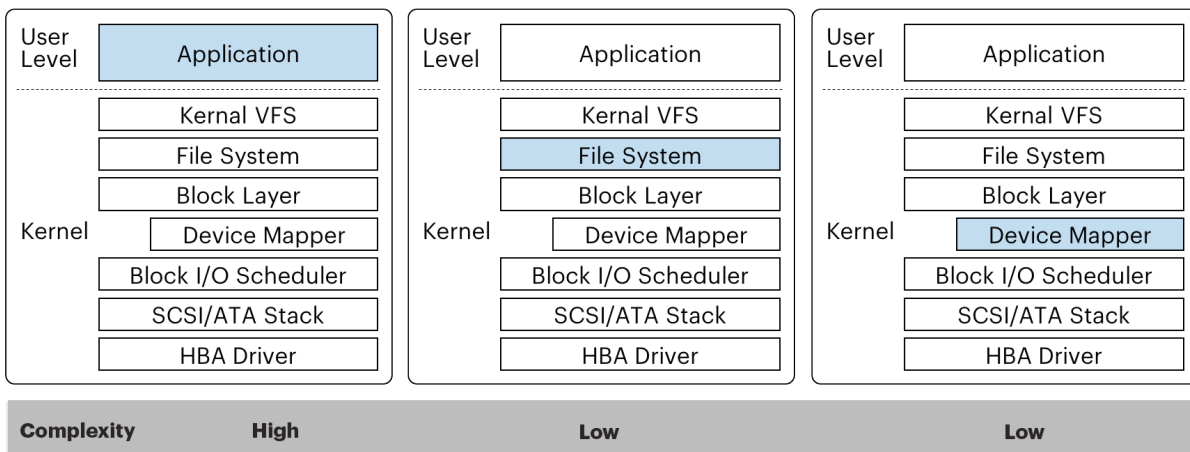 User
Level
Application
Kernal VFS
File System
Block Layer
Kernel
Device Mapper
Block I/O Scheduler
SCSI/ATA Stack
HBA Driver
User
Level
Application
Kernal VFS
File System
Block Layer
Kernel
Device Mapper
Block I/O Scheduler
SCSI/ATA Stack
HBA Driver
User
Level
Application
Kernal VFS
File System
Block Layer
Kernel
Device Mapper
Block I/O Scheduler
SCSI/ATA Stack
HBA Driver
Complexity High Low Low